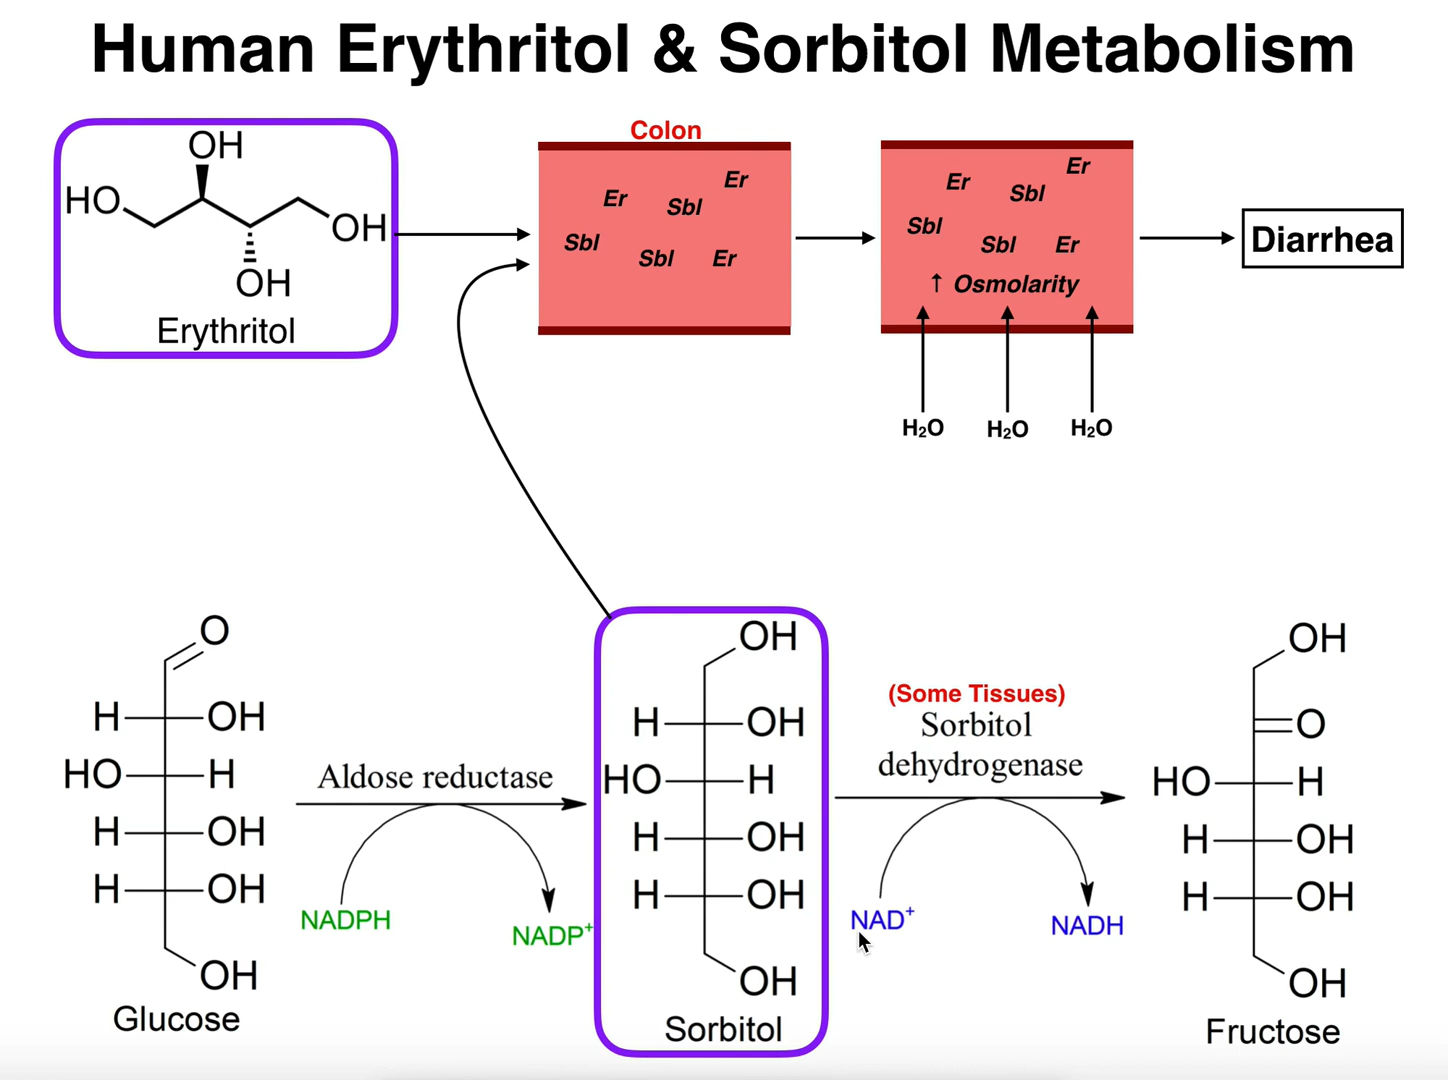 Human Erythritol & Sorbitol Metabolism
OH
HO
OH
OH
Erythritol
Colon
Er
Er
Sbl
Sbl
Sbl
Er
Er
Er
Sbl
Sbl
Sbl
Er
↑ Osmolarity
H₂O
H₂O
H₂O
Diarrhea
O
H OH
HO H
H OH
H OH
OH
Glucose
Aldose reductase
NADPH
NADP⁺
OH
H OH
HO H
H OH
H OH
OH
Sorbitol
(Some Tissues)
Sorbitol
dehydrogenase
NAD⁺
NADH
OH
O
HO H
H OH
H OH
OH
Fructose